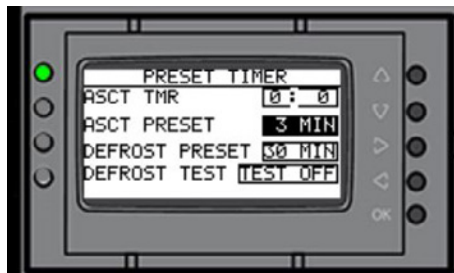 PRESET TIMER
ASCT TMR 0: 0
ASCT PRESET 3 MIN
DEFROST PRESET 30 MIN
DEFROST TEST TEST OFF
OK